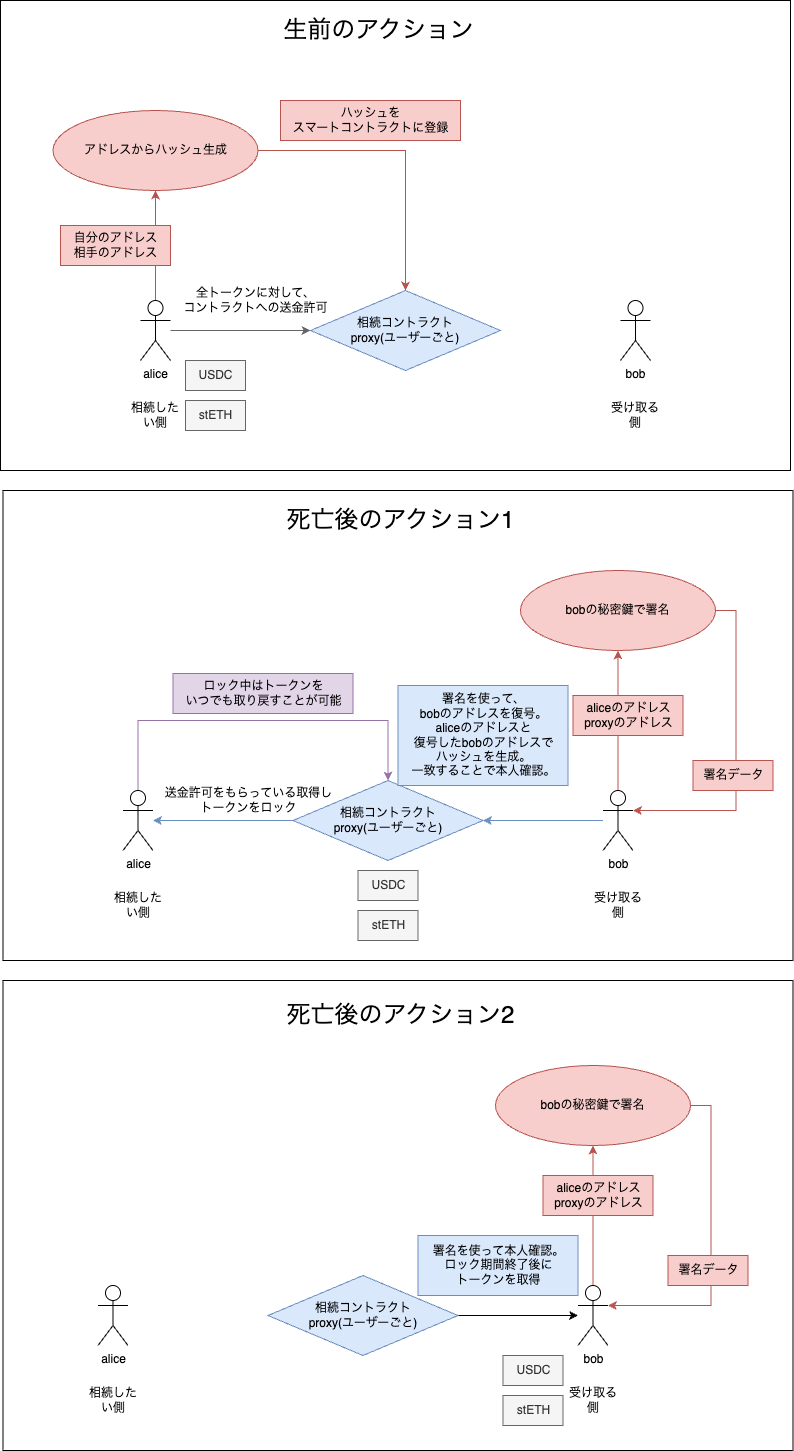 生前のアクション
ハッシュを
スマートコントラクトに登録
アドレスからハッシュ生成
自分のアドレス
相手のアドレス
全トークンに対して、
コントラクトへの送金許可
相続コントラクト
proxy(ユーザーごと)
alice
bob
USDC
相続した
い側
stETH
受け取る
側
死亡後のアクション1
bobの秘密鍵で署名
ロック中はトークンを
いつでも取り戻すことが可能
署名を使って、
bobのアドレスを復号。
aliceのアドレスと
復号したbobのアドレスで
ハッシュを生成。
一致することで本人確認。
aliceのアドレス
proxyのアドレス
署名データ
送金許可をもらっている取得し
トークンをロック
相続コントラクト
proxy(ユーザーごと)
alice
bob
USDC
相続した
い側
stETH
受け取る
側
死亡後のアクション2
bobの秘密鍵で署名
aliceのアドレス
proxyのアドレス
署名を使って本人確認。
ロック期間終了後に
トークンを取得
署名データ
相続コントラクト
proxy(ユーザーごと)
alice
bob
USDC
相続した
い側
stETH
受け取る
側